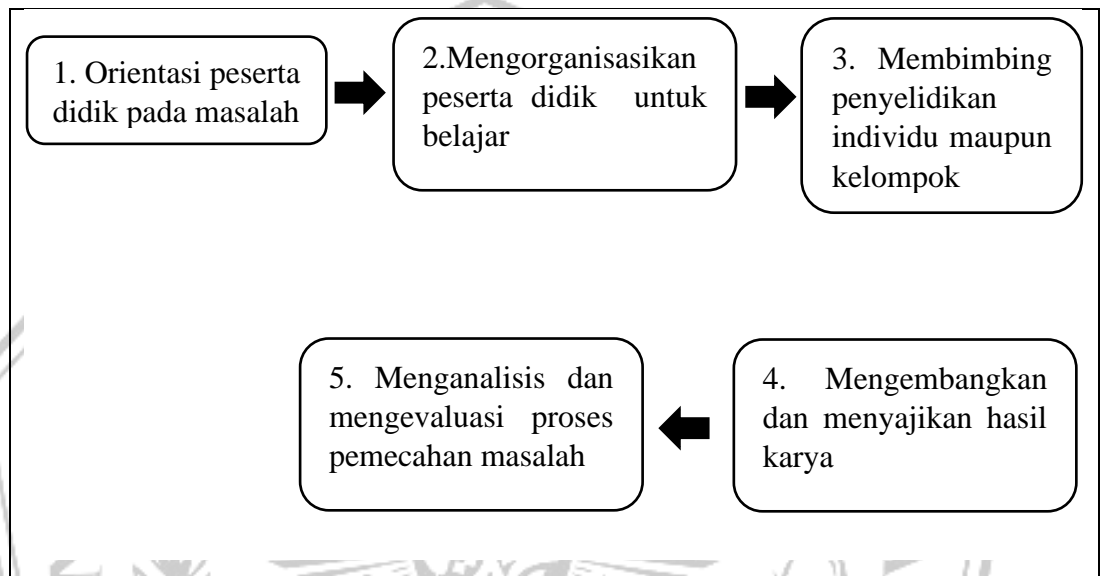 1. Orientasi peserta
didik pada masalah
2.Mengorganisasikan
peserta didik untuk
belajar
3. Membimbing
penyelidikan
individu maupun
kelompok
4. Mengembangkan
dan menyajikan hasil
karya
5. Menganalisis dan
mengevaluasi proses
pemecahan masalah